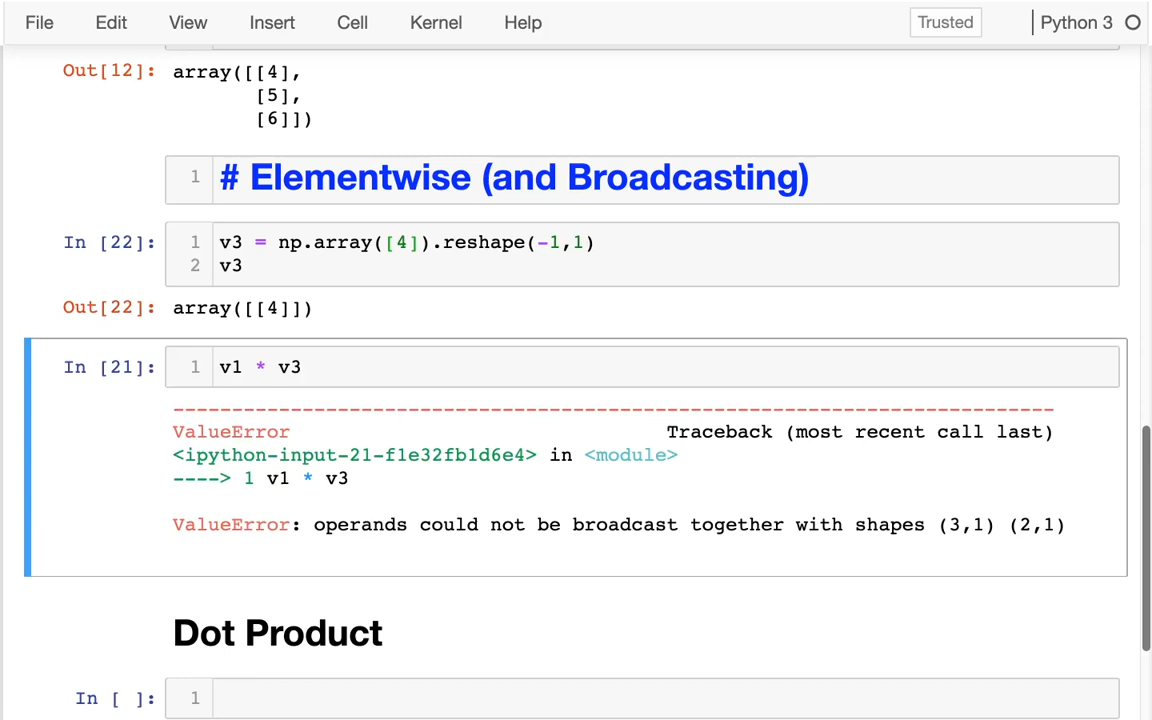 File Edit View Insert Cell Kernel Help Trusted Python 3
Out[12]: array([[4],
[5],
[6]])
1 # Elementwise (and Broadcasting)
In [22]: 1 v3 = np.array([4]).reshape(-1,1)
2 v3
Out[22]: array([[4]])
In [21]: 1 v1 * v3
---------------------------------------------------------------------------
ValueError Traceback (most recent call last)
<ipython-input-21-f1e32fb1d6e4> in <module>
----> 1 v1 * v3
ValueError: operands could not be broadcast together with shapes (3,1) (2,1)
Dot Product
In [ ]: 1